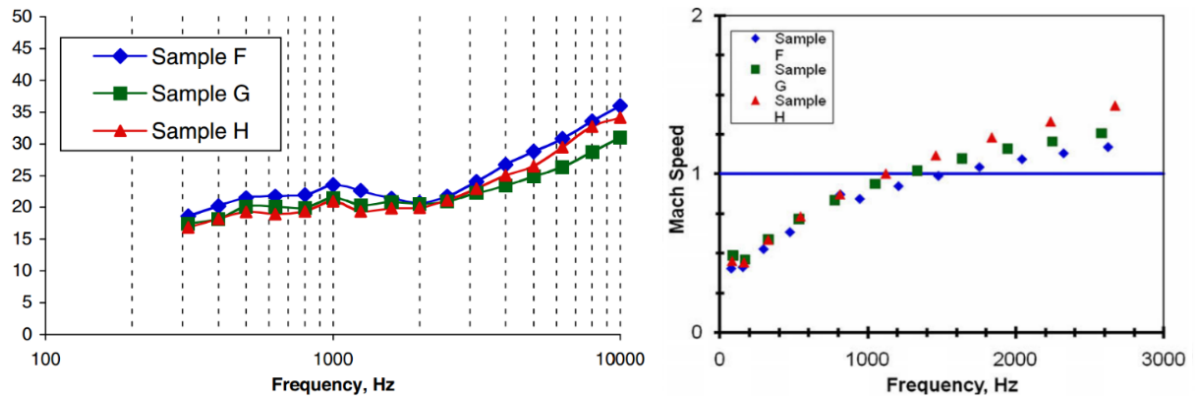 50
45
40
35
30
25
20
15
10
5
0
Sample F
Sample G
Sample H
100
1000
10000
Frequency, Hz
2
1
0
Mach Speed
Sample
F
Sample
G
Sample
H
0
1000
2000
3000
Frequency, Hz